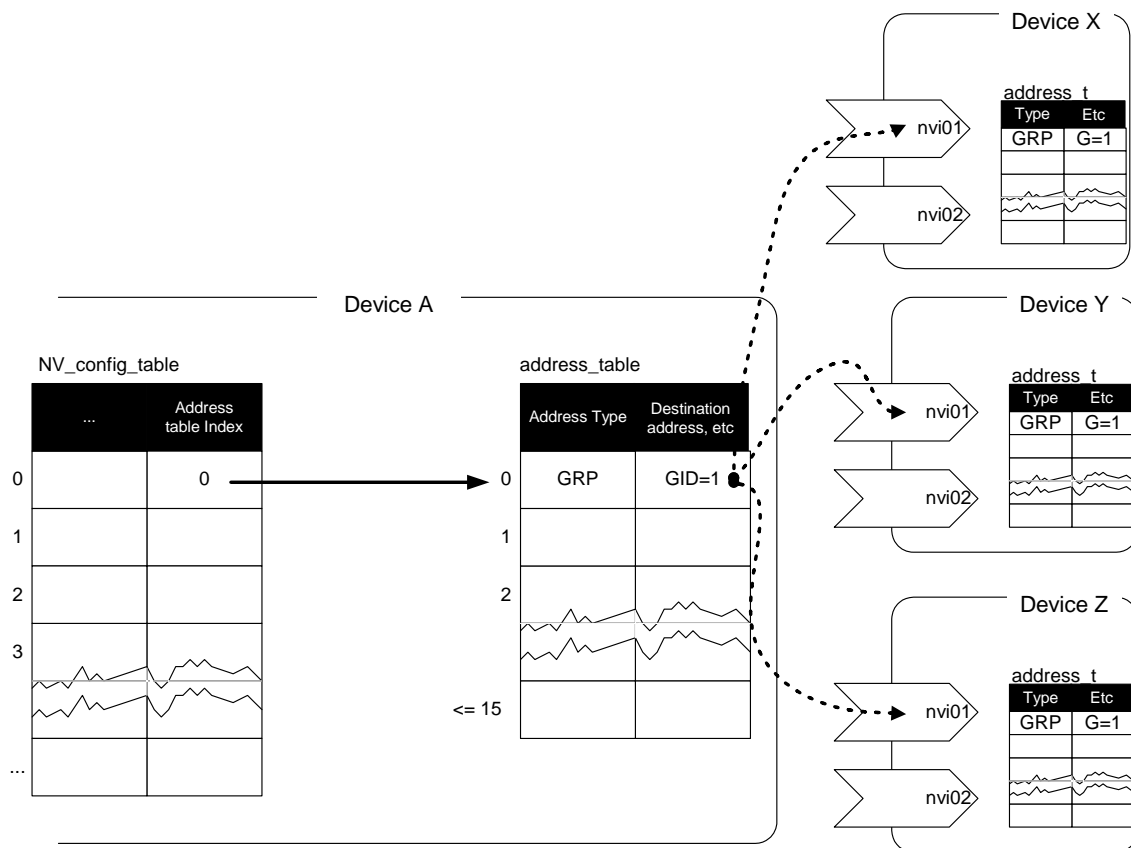 Device X
address_t
Type Etc
GRP G=1
nvi01
nvi02
Device A
NV_config_table
... Address table Index
0 0
1
2
3
...
address_table
Address Type Destination address, etc
0 GRP GID=1
1
2
<= 15
Device Y
address_t
Type Etc
GRP G=1
nvi01
nvi02
Device Z
address_t
Type Etc
GRP G=1
nvi01
nvi02